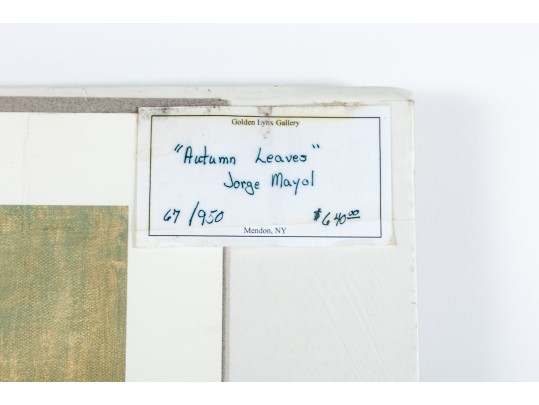 Golden Lynx Gallery
"Autumn Leaves"
Jorge Mayol
67/950 $640.00
Mendon, NY